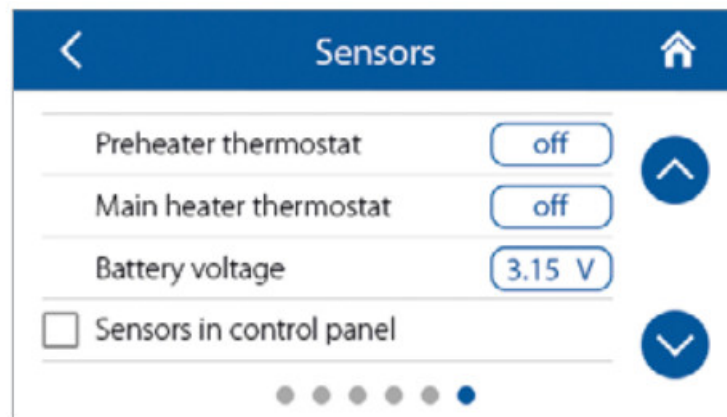 Sensors
Preheater thermostat off
Main heater thermostat off
Battery voltage 3.15 V
Sensors in control panel